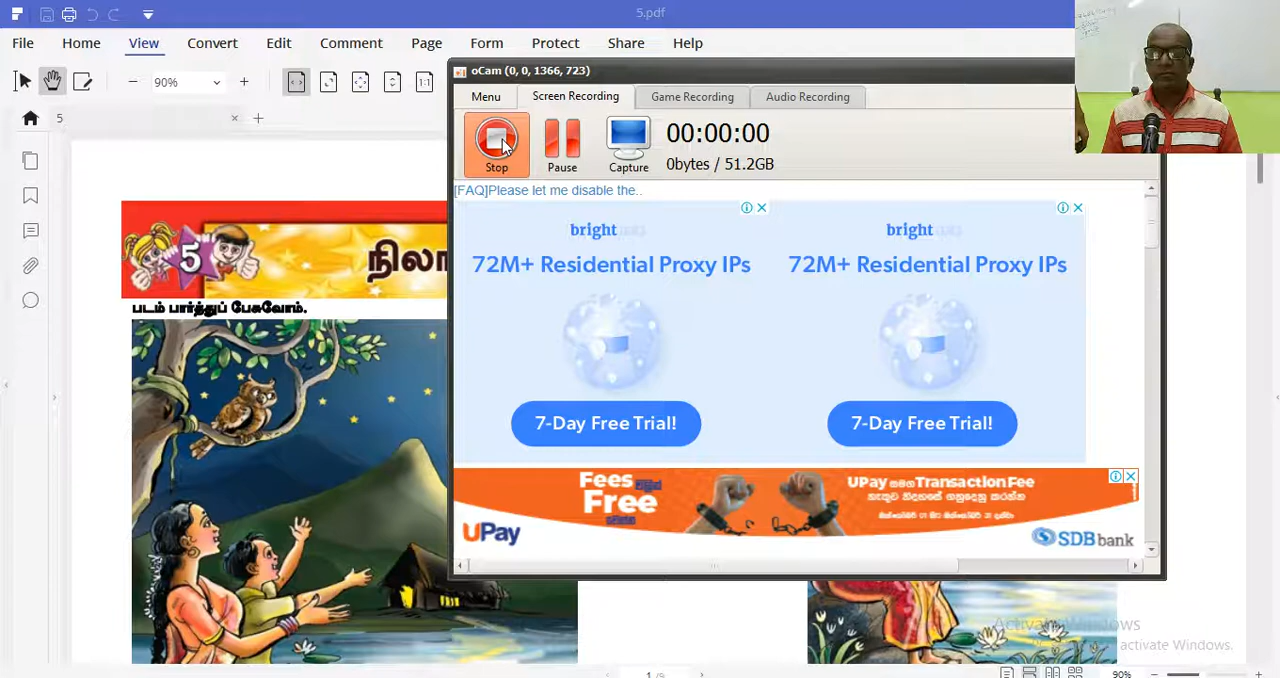 5.pdf
File Home View Convert Edit Comment Page Form Protect Share Help
90%
5
oCam (0, 0, 1366, 723)
Menu Screen Recording Game Recording Audio Recording
Stop Pause Capture 00:00:00
0bytes / 51.2GB
[FAQ]Please let me disable the..
bright
72M+ Residential Proxy IPs
7-Day Free Trial!
bright
72M+ Residential Proxy IPs
7-Day Free Trial!
Fees
Free
UPay
UPay සමඟ Transaction Fee
SDB bank
5
படம் பார்த்துப் பேசுவோம்.
Activate Windows
activate Windows.
90%